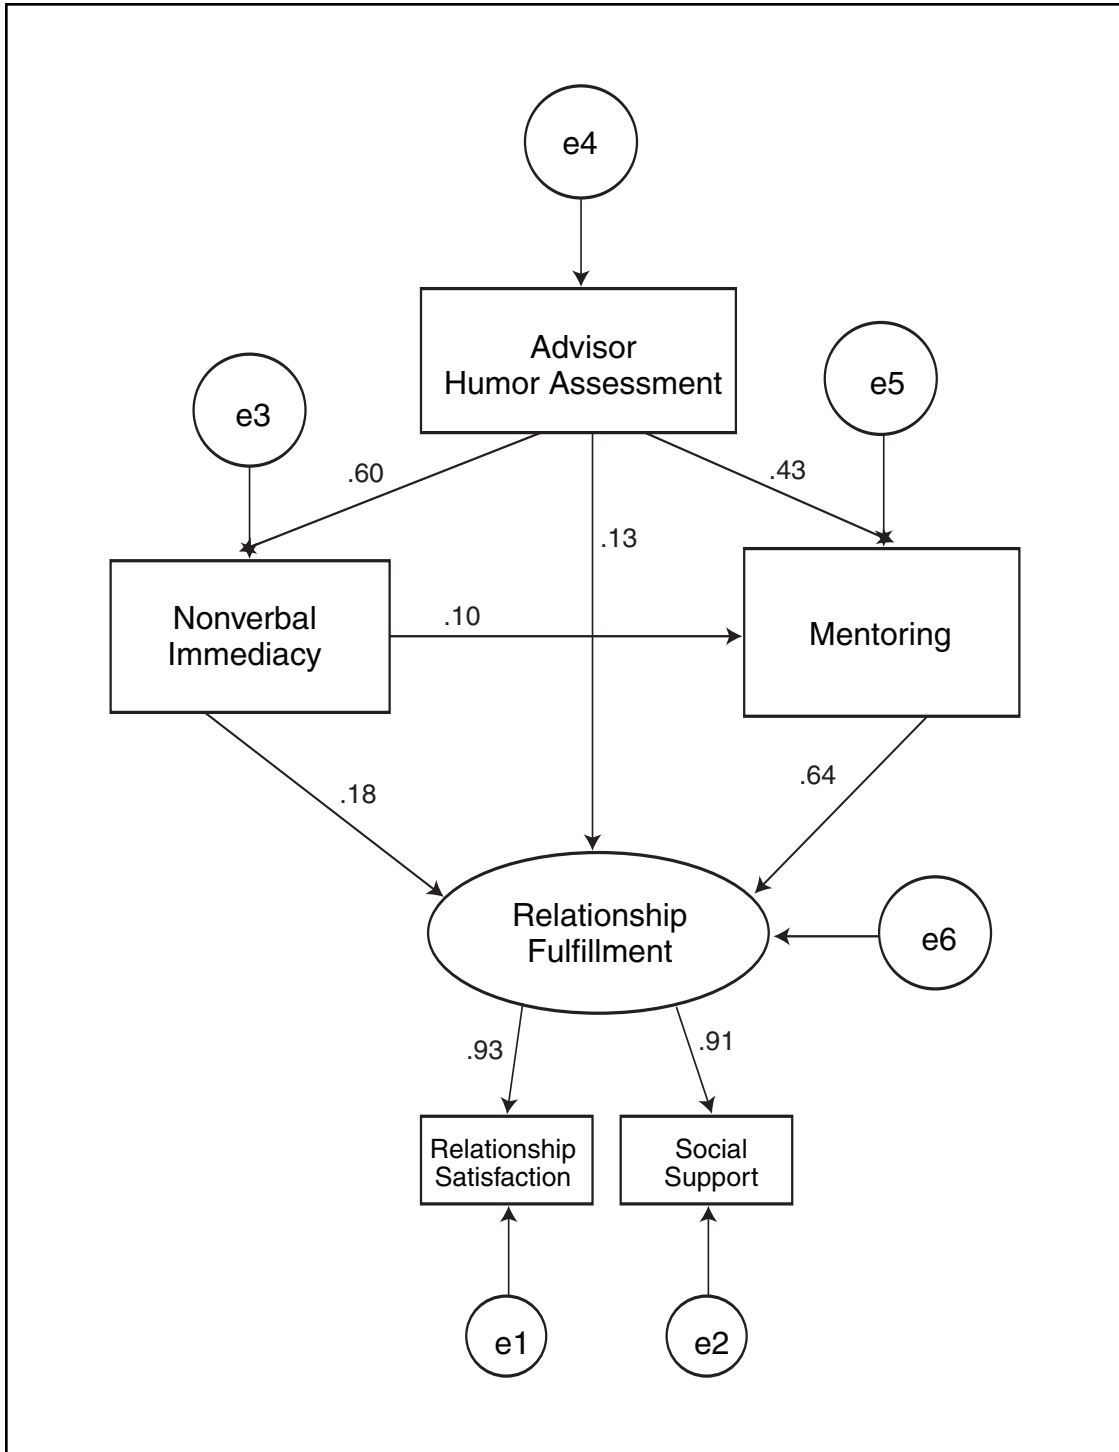 e4
Advisor
Humor Assessment
e3
e5
.60
.43
.13
Nonverbal
Immediacy
.10
Mentoring
.18
.64
Relationship
Fulfillment
e6
.93
.91
Relationship
Satisfaction
Social
Support
e1
e2